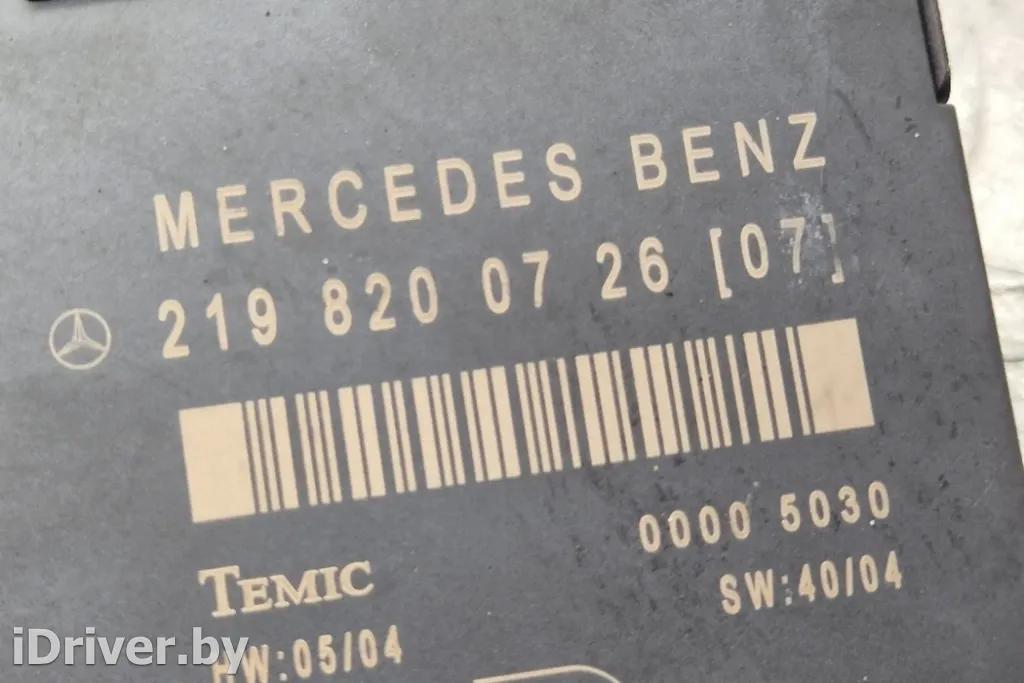 MERCEDES BENZ
219 820 07 26 [07]
0000 5030
TEMIC
SW:40/04
HW:05/04
iDriver.by